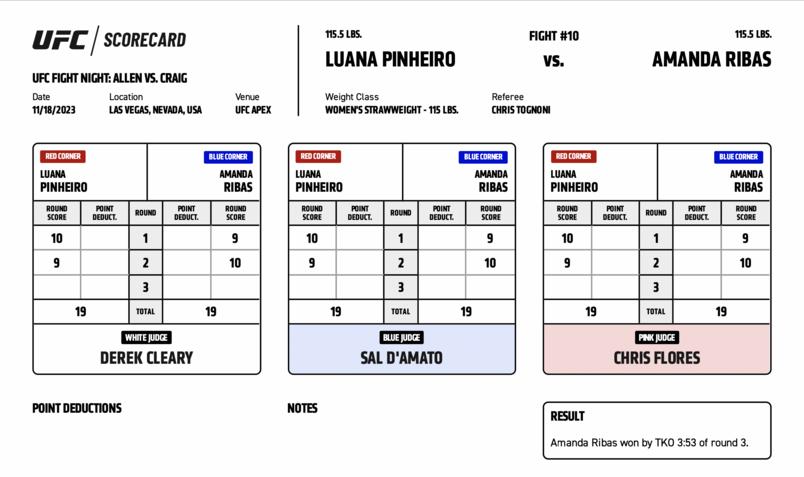 UFC / SCORECARD
UFC FIGHT NIGHT: ALLEN VS. CRAIG
Date Location Venue
11/18/2023 LAS VEGAS, NEVADA, USA UFC APEX
115.5 LBS. FIGHT #10 115.5 LBS.
LUANA PINHEIRO VS. AMANDA RIBAS
Weight Class Referee
WOMEN'S STRAWWEIGHT - 115 LBS. CHRIS TOGNONI
RED CORNER BLUE CORNER
LUANA AMANDA
PINHEIRO RIBAS
ROUND SCORE POINT DEDUCT. ROUND POINT DEDUCT. ROUND SCORE
10 1 9
9 2 10
3
19 TOTAL 19
WHITE JUDGE
DEREK CLEARY
RED CORNER BLUE CORNER
LUANA AMANDA
PINHEIRO RIBAS
ROUND SCORE POINT DEDUCT. ROUND POINT DEDUCT. ROUND SCORE
10 1 9
9 2 10
3
19 TOTAL 19
BLUE JUDGE
SAL D'AMATO
RED CORNER BLUE CORNER
LUANA AMANDA
PINHEIRO RIBAS
ROUND SCORE POINT DEDUCT. ROUND POINT DEDUCT. ROUND SCORE
10 1 9
9 2 10
3
19 TOTAL 19
PINK JUDGE
CHRIS FLORES
POINT DEDUCTIONS
NOTES
RESULT
Amanda Ribas won by TKO 3:53 of round 3.